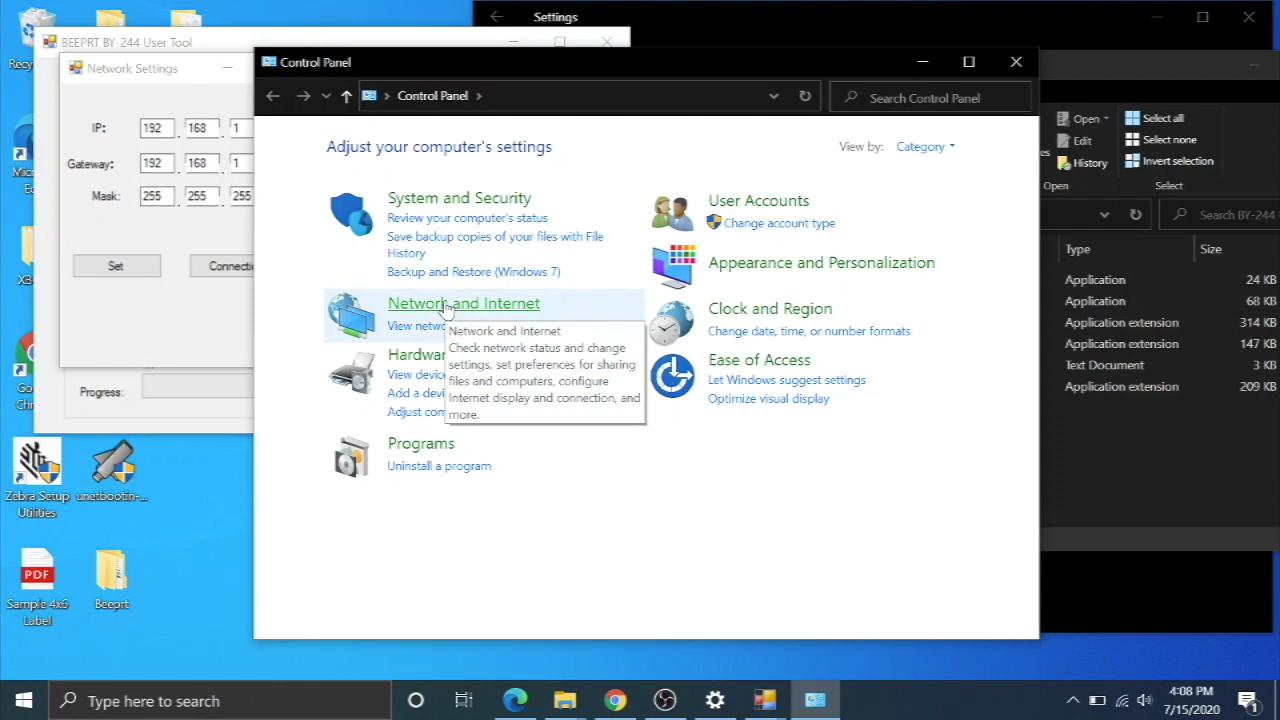 Settings
BEEPRT BY-244 User Tool
Network Settings
IP:
192 . 168 . 1
Gateway:
192 . 168 . 1
Mask:
255 . 255 . 255
Set
Progress:
Control Panel
Control Panel
Search Control Panel
Adjust your computer's settings
View by: Category
System and Security
Review your computer's status
Save backup copies of your files with File
History
Backup and Restore (Windows 7)
Network and Internet
Network and Internet
Check network status and change
settings, set preferences for sharing
files and computers, configure
Internet display and connection, and
more.
Programs
Uninstall a program
User Accounts
Change account type
Appearance and Personalization
Clock and Region
Change date, time, or number formats
Ease of Access
Let Windows suggest settings
Optimize visual display
Open
Edit
History
Open
Select all
Select none
Invert selection
Select
Search BY-244
Type
Size
Application
24 KB
Application
68 KB
Application extension
314 KB
Application extension
147 KB
Text Document
3 KB
Application extension
209 KB
Zebra Setup
Utilities
unetbootin-...
PDF
Sample 4x6
Label
Beeprt
Type here to search
4:08 PM
7/15/2020
1